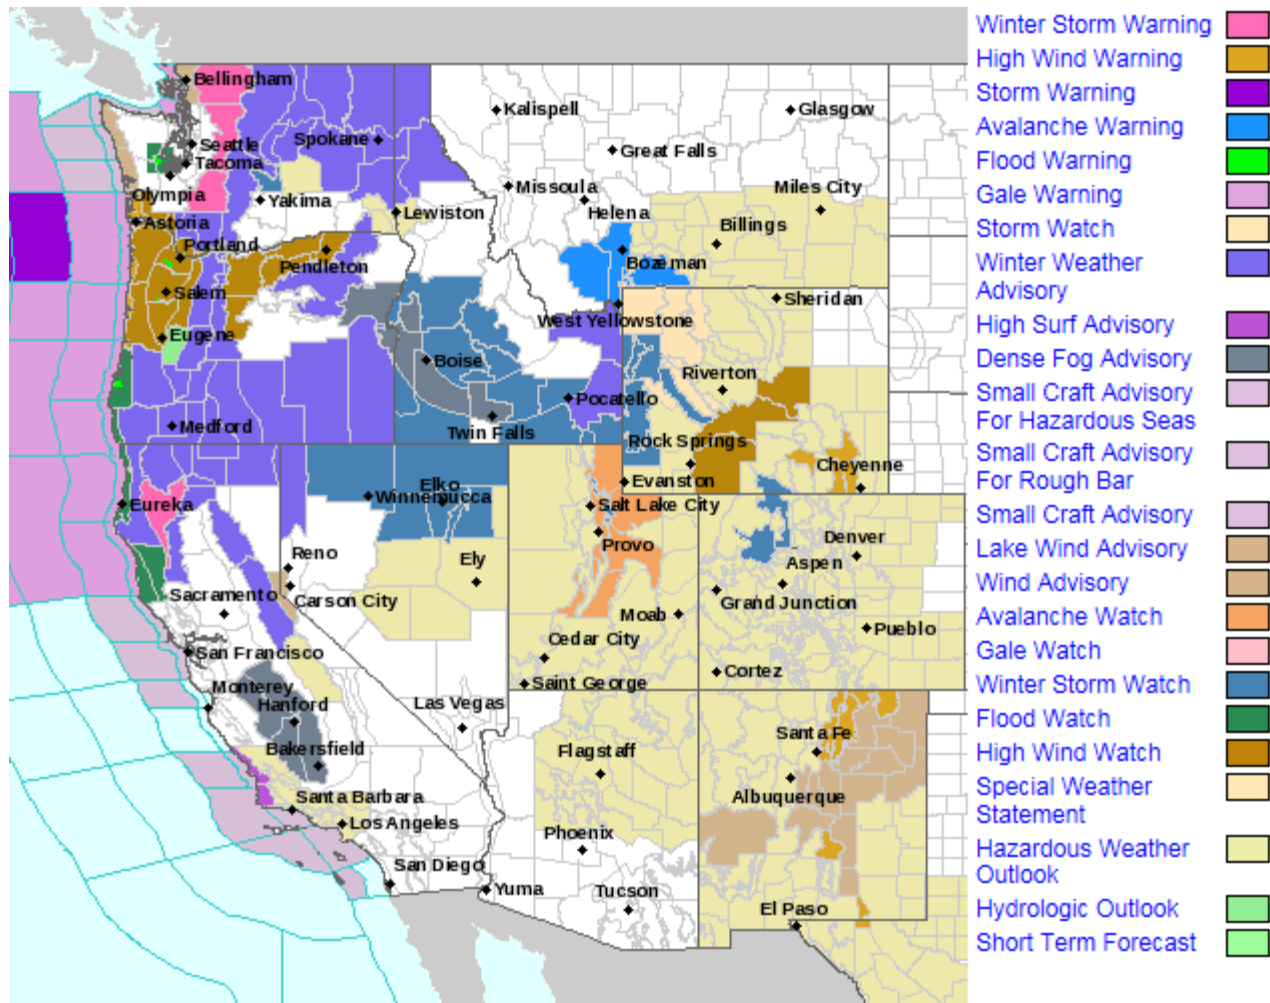 Winter Storm Warning
High Wind Warning
Storm Warning
Avalanche Warning
Flood Warning
Gale Warning
Storm Watch
Winter Weather
Advisory
High Surf Advisory
Dense Fog Advisory
Small Craft Advisory
For Hazardous Seas
Small Craft Advisory
For Rough Bar
Small Craft Advisory
Lake Wind Advisory
Wind Advisory
Avalanche Watch
Gale Watch
Winter Storm Watch
Flood Watch
High Wind Watch
Special Weather
Statement
Hazardous Weather
Outlook
Hydrologic Outlook
Short Term Forecast
Bellingham
Kalispell
Glasgow
Seattle
Spokane
Great Falls
Tacoma
Olympia
Yakima
Missoula
Miles City
Lewiston
Helena
Astoria
Billings
Portland
Pendleton
Bozeman
Salem
Sheridan
West Yellowstone
Eugene
Boise
Riverton
Pocatello
Medford
Twin Falls
Rock Springs
Cheyenne
Elko
Evanston
Winnemucca
Eureka
Salt Lake City
Provo
Denver
Reno
Ely
Aspen
Sacramento
Carson City
Grand Junction
Moab
Pueblo
Cedar City
San Francisco
Cortez
Saint George
Monterey
Hanford
Las Vegas
Santa Fe
Bakersfield
Flagstaff
Santa Barbara
Albuquerque
Los Angeles
Phoenix
San Diego
Yuma
Tucson
El Paso